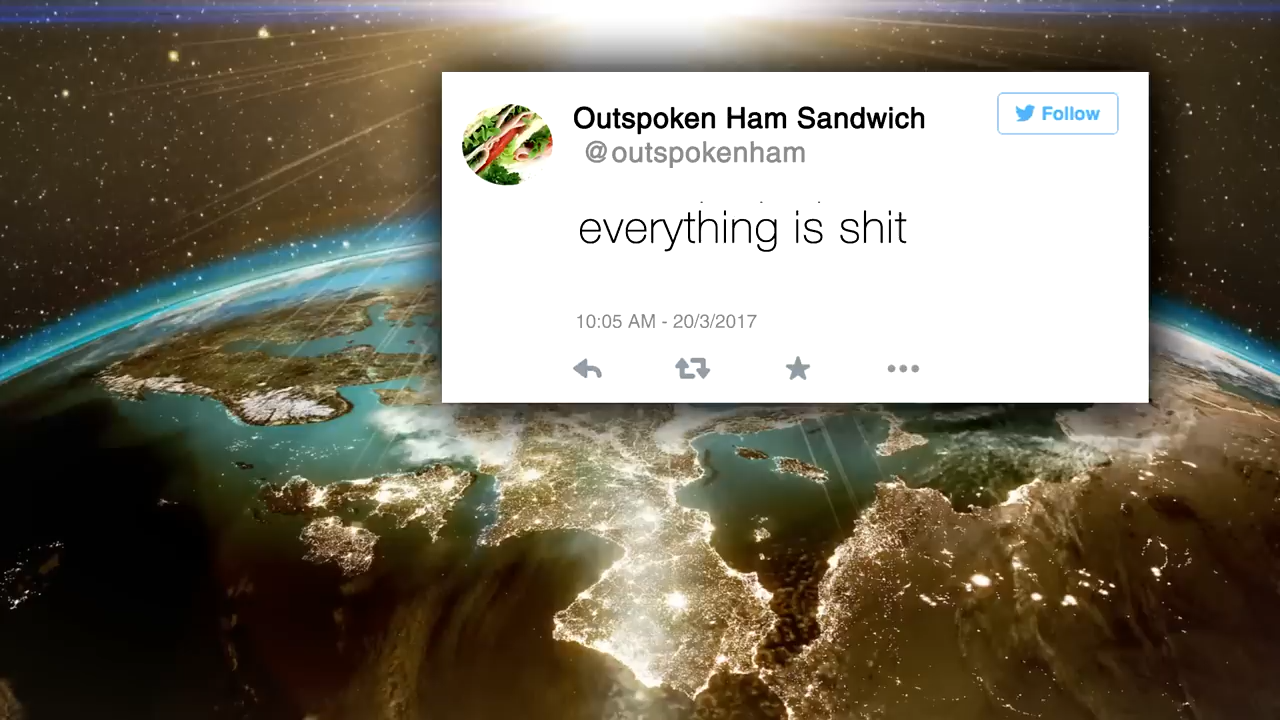 Outspoken Ham Sandwich
Follow
@outspokenham
everything is shit
10:05 AM - 20/3/2017